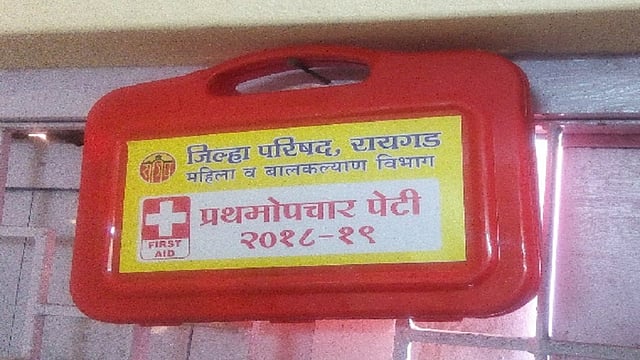 जिल्हा परिषद, रायगड
महिला व बालकल्याण विभाग
प्रथमोपचार पेटी
२०१८-१९
FIRST
AID